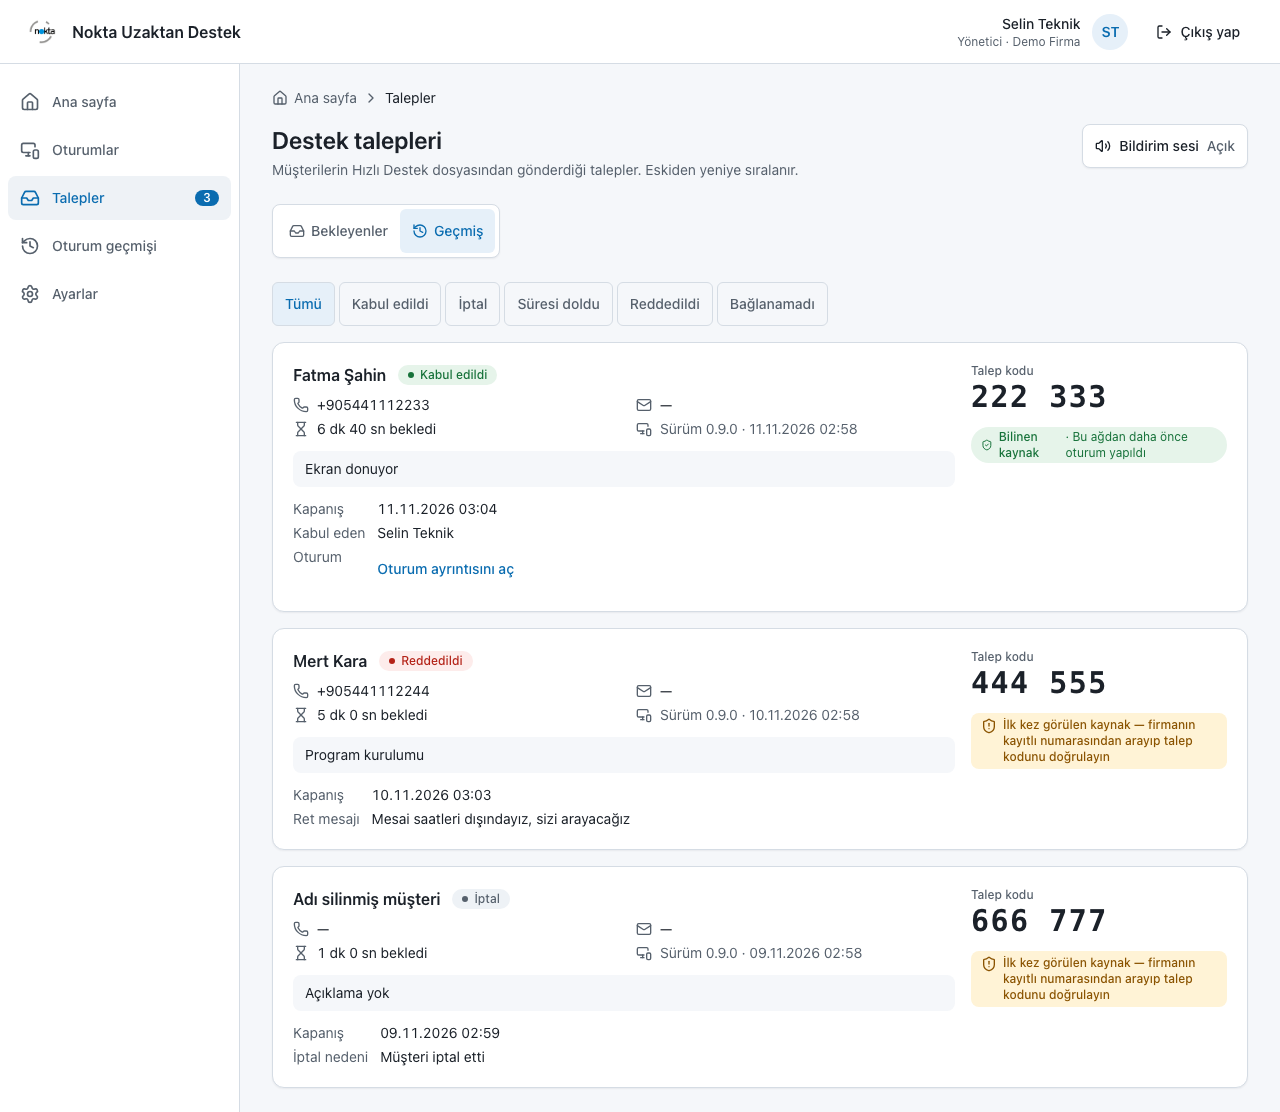 nokta
Nokta Uzaktan Destek
Selin Teknik
Yönetici · Demo Firma
ST
Çıkış yap
Ana sayfa
Oturumlar
Talepler
3
Oturum geçmişi
Ayarlar
Ana sayfa > Talepler
Destek talepleri
Müşterilerin Hızlı Destek dosyasından gönderdiği talepler. Eskiden yeniye sıralanır.
Bildirim sesi Açık
Bekleyenler
Geçmiş
Tümü
Kabul edildi
İptal
Süresi doldu
Reddedildi
Bağlanamadı
Fatma Şahin
Kabul edildi
+905441112233
—
6 dk 40 sn bekledi
Sürüm 0.9.0 · 11.11.2026 02:58
Ekran donuyor
Kapanış 11.11.2026 03:04
Kabul eden Selin Teknik
Oturum
Oturum ayrıntısını aç
Talep kodu
222 333
Bilinen kaynak
· Bu ağdan daha önce oturum yapıldı
Mert Kara
Reddedildi
+905441112244
—
5 dk 0 sn bekledi
Sürüm 0.9.0 · 10.11.2026 02:58
Program kurulumu
Kapanış 10.11.2026 03:03
Ret mesajı Mesai saatleri dışındayız, sizi arayacağız
Talep kodu
444 555
İlk kez görülen kaynak — firmanın
kayıtlı numarasından arayıp talep
kodunu doğrulayın
Adı silinmiş müşteri
İptal
—
—
1 dk 0 sn bekledi
Sürüm 0.9.0 · 09.11.2026 02:58
Açıklama yok
Kapanış 09.11.2026 02:59
İptal nedeni Müşteri iptal etti
Talep kodu
666 777
İlk kez görülen kaynak — firmanın
kayıtlı numarasından arayıp talep
kodunu doğrulayın